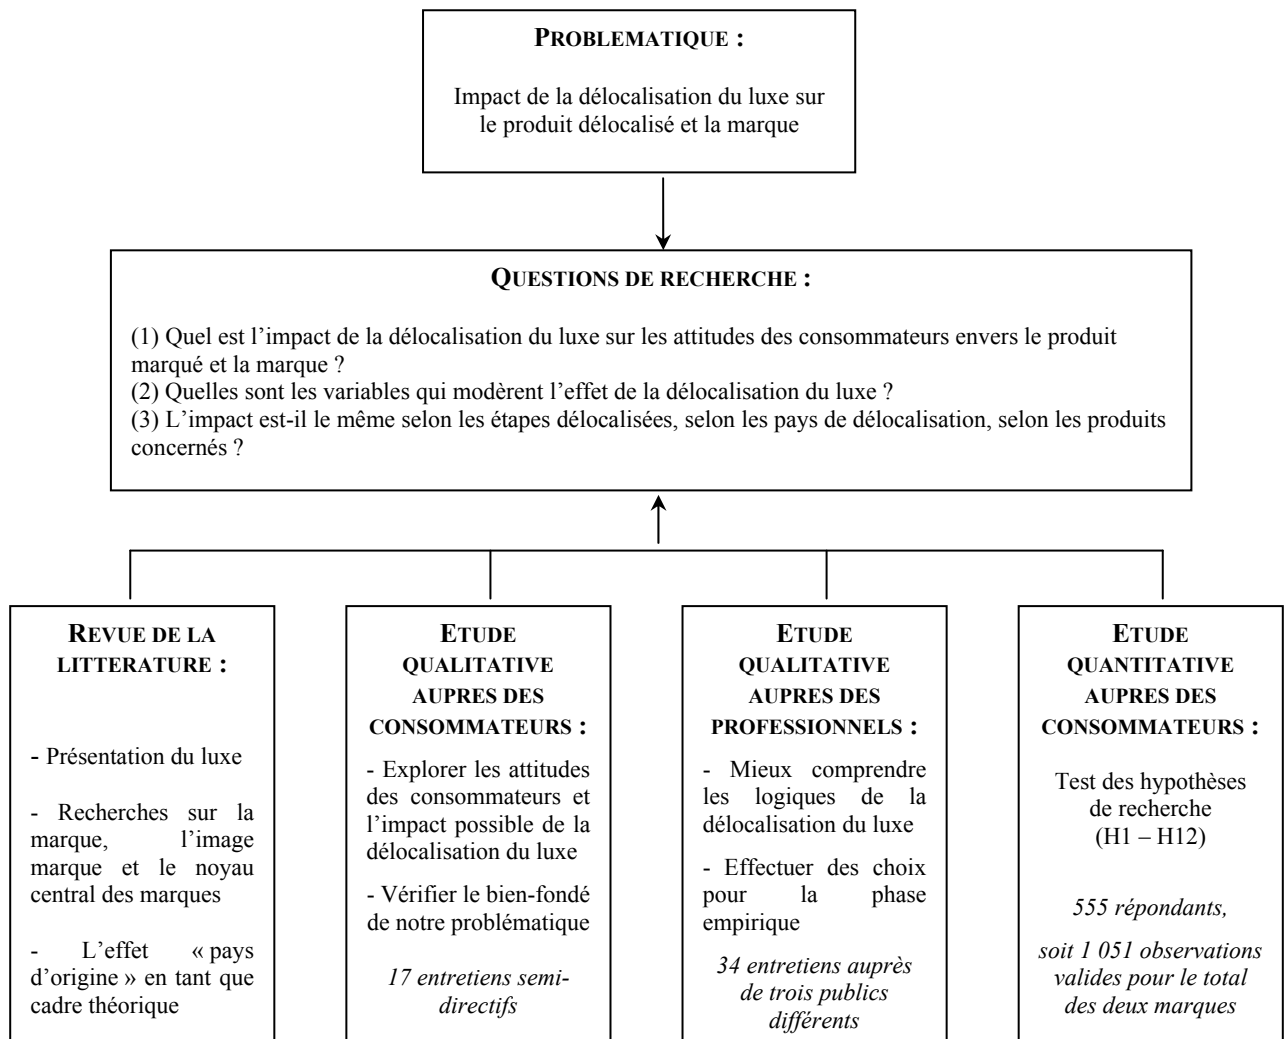 PROBLEMATIQUE :
Impact de la délocalisation du luxe sur
le produit délocalisé et la marque
QUESTIONS DE RECHERCHE :
(1) Quel est l’impact de la délocalisation du luxe sur les attitudes des consommateurs envers le produit
marqué et la marque ?
(2) Quelles sont les variables qui modèrent l’effet de la délocalisation du luxe ?
(3) L’impact est-il le même selon les étapes délocalisées, selon les pays de délocalisation, selon les produits
concernés ?
REVUE DE LA
LITTERATURE :
- Présentation du luxe
- Recherches sur la
marque, l’image
marque et le noyau
central des marques
- L’effet « pays
d’origine » en tant que
cadre théorique
ETUDE
QUALITATIVE
AUPRES DES
CONSOMMATEURS :
- Explorer les attitudes
des consommateurs et
l’impact possible de la
délocalisation du luxe
- Vérifier le bien-fondé
de notre problématique
17 entretiens semi-
directifs
ETUDE
QUALITATIVE
AUPRES DES
PROFESSIONNELS :
- Mieux comprendre
les logiques de la
délocalisation du luxe
- Effectuer des choix
pour la phase
empirique
34 entretiens auprès
de trois publics
différents
ETUDE
QUANTITATIVE
AUPRES DES
CONSOMMATEURS :
Test des hypothèses
de recherche
(H1 – H12)
555 répondants,
soit 1 051 observations
valides pour le total
des deux marques